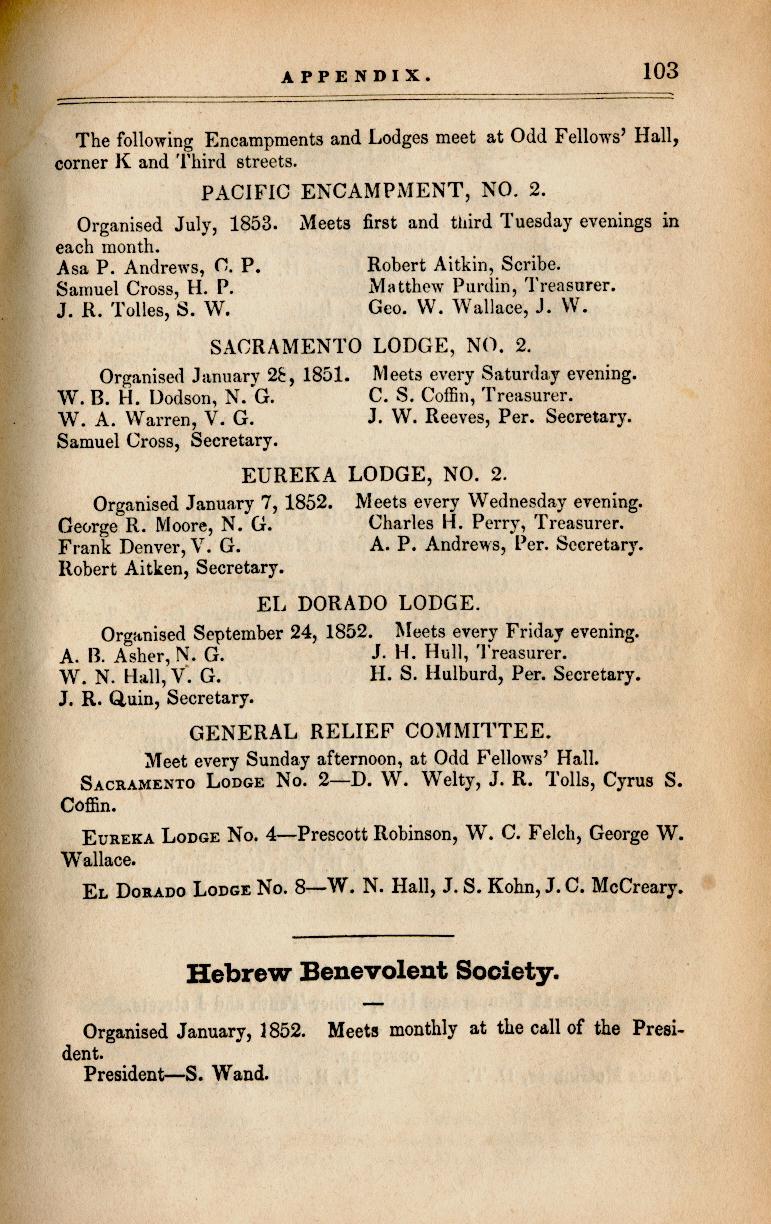 APPENDIX. 103
The following Encampments and Lodges meet at Odd Fellows' Hall,
corner K and Third streets.
PACIFIC ENCAMPMENT, NO. 2.
Organised July, 1853. Meets first and third Tuesday evenings in
each month.
Asa P. Andrews, C. P. Robert Aitkin, Scribe.
Samuel Cross, H. P. Matthew Purdin, Treasurer.
J. R. Tolles, S. W. Geo. W. Wallace, J. W.
SACRAMENTO LODGE, NO. 2.
Organised January 28, 1851. Meets every Saturday evening.
W. B. H. Dodson, N. G. C. S. Coffin, Treasurer.
W. A. Warren, V. G. J. W. Reeves, Per. Secretary.
Samuel Cross, Secretary.
EUREKA LODGE, NO. 2.
Organised January 7, 1852. Meets every Wednesday evening.
George R. Moore, N. G. Charles H. Perry, Treasurer.
Frank Denver, V. G. A. P. Andrews, Per. Secretary.
Robert Aitken, Secretary.
EL DORADO LODGE.
Organised September 24, 1852. Meets every Friday evening.
A. B. Asher, N. G. J. H. Hull, Treasurer.
W. N. Hall, V. G. H. S. Hulburd, Per. Secretary.
J. R. Quin, Secretary.
GENERAL RELIEF COMMITTEE.
Meet every Sunday afternoon, at Odd Fellows' Hall.
SACRAMENTO LODGE NO. 2—D. W. Welty, J. R. Tolls, Cyrus S.
Coffin.
EUREKA LODGE NO. 4—Prescott Robinson, W. C. Felch, George W.
Wallace.
EL DORADO LODGE NO. 8—W. N. Hall, J. S. Kohn, J. C. McCreary.
Hebrew Benevolent Society.
Organised January, 1852. Meets monthly at the call of the Presi-
dent.
President—S. Wand.